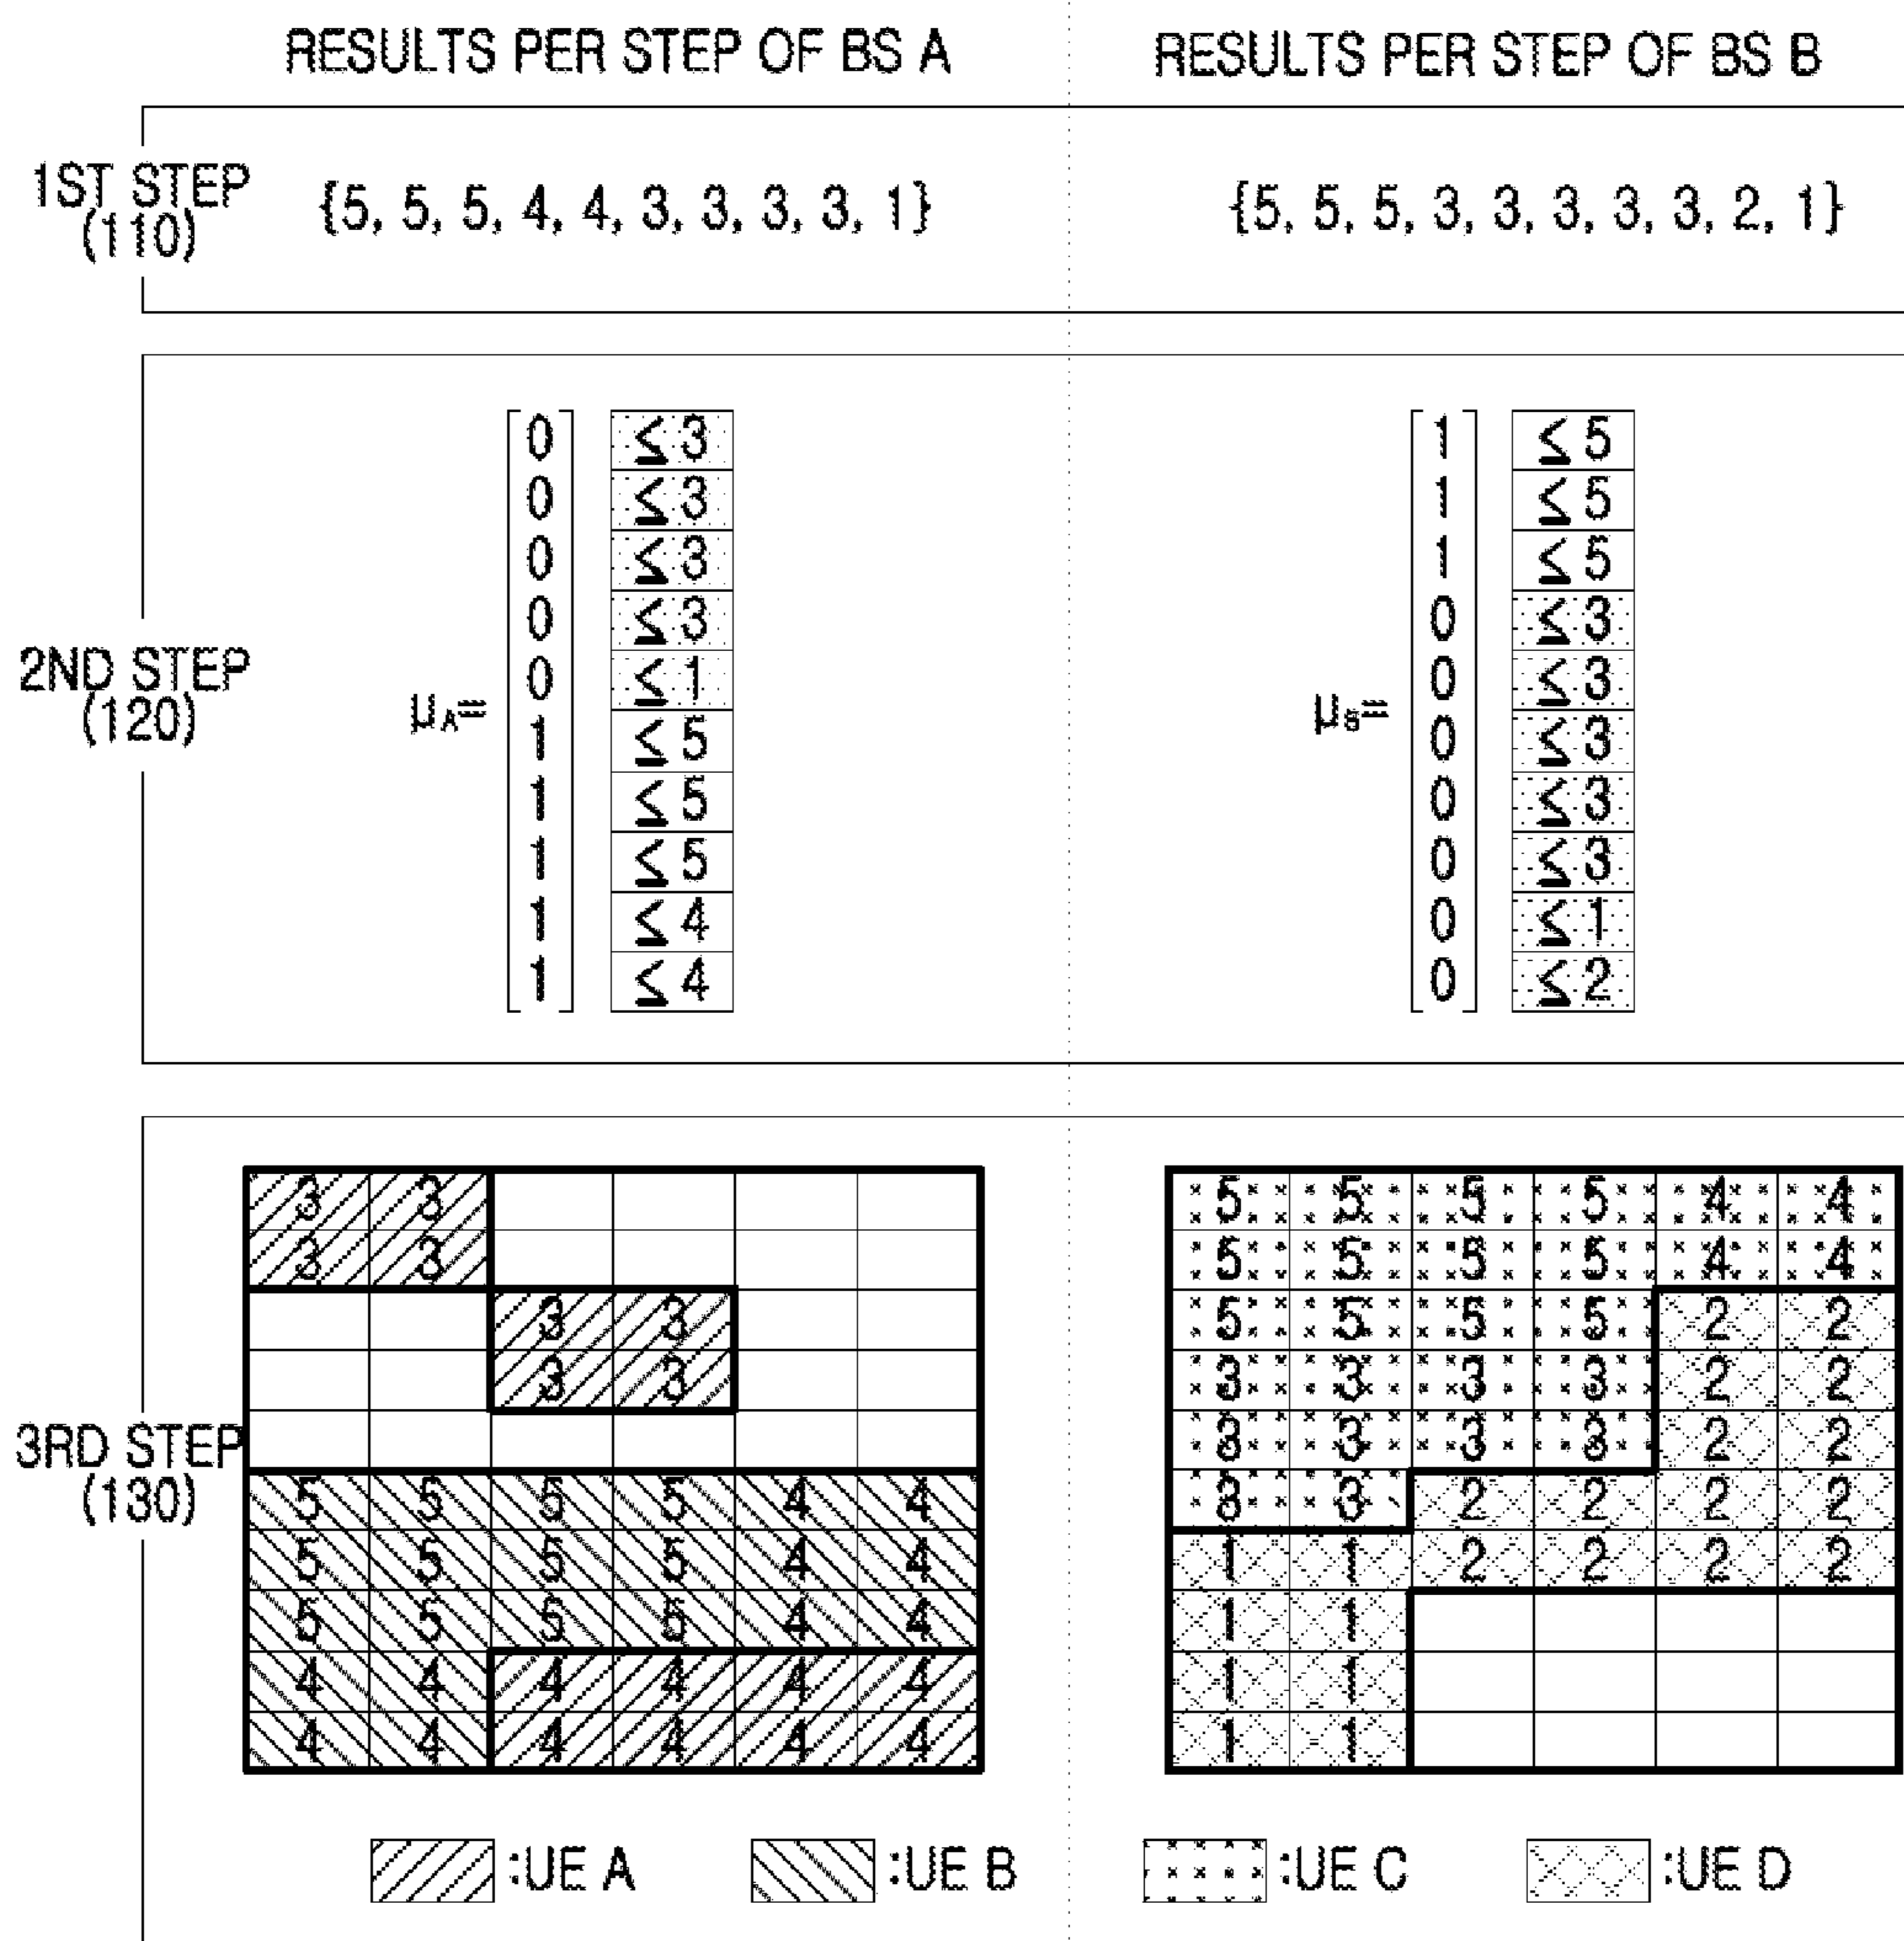 RESULTS PER STEP OF BS A
RESULTS PER STEP OF BS B
1ST STEP
(110)
{5, 5, 5, 4, 4, 3, 3, 3, 3, 1}
{5, 5, 5, 3, 3, 3, 3, 3, 2, 1}
2ND STEP
(120)
μA=
0 ≤3
0 ≤3
0 ≤3
0 ≤3
0 ≤1
1 ≤5
1 ≤5
1 ≤5
1 ≤4
1 ≤4
μB=
1 ≤5
1 ≤5
1 ≤5
0 ≤3
0 ≤3
0 ≤3
0 ≤3
0 ≤3
0 ≤1
0 ≤2
3RD STEP
(130)
3 3
3 3
3 3
3 3
5 5 5 5 4 4
5 5 5 5 4 4
5 5 5 5 4 4
4 4 4 4 4 4
4 4 4 4 4 4
5 5 5 5 4 4
5 5 5 5 4 4
5 5 5 5 2 2
3 3 3 3 2 2
3 3 3 3 2 2
3 3 2 2 2 2
1 1 2 2 2 2
1 1
1 1
1 1
:UE A
:UE B
:UE C
:UE D